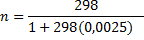 n = 298 / 1 + 298(0,0025)